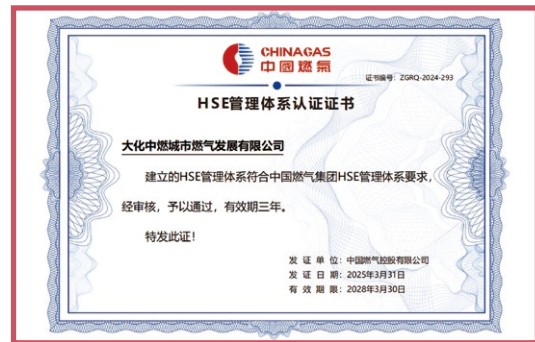 CHINAGAS
中國燃氣
证书编号：ZGRQ-2024-293
HSE管理体系认证证书
大化中燃城市燃气发展有限公司
建立的HSE管理体系符合中国燃气集团HSE管理体系要求，
经审核，予以通过，有效期三年。
特发此证！
发 证 单 位：中国燃气控股有限公司
发 证 日 期：2025年3月31日
有 效 期 限：2028年3月30日